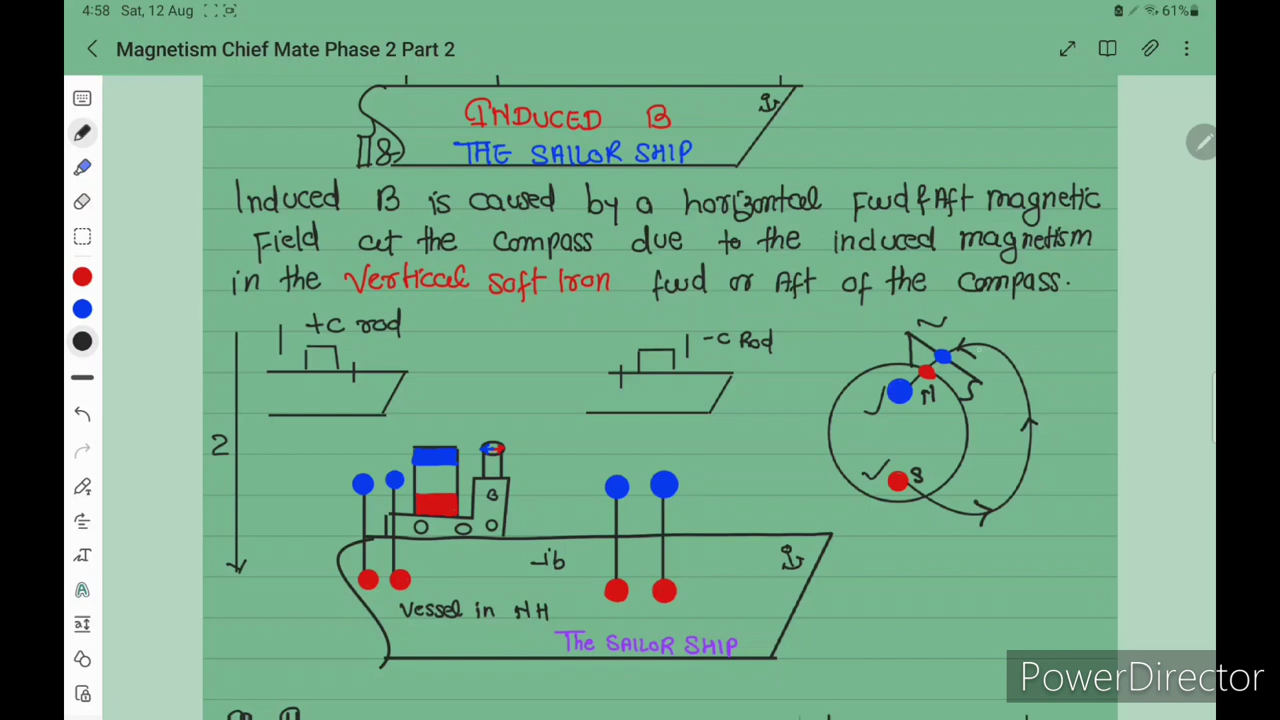 4:58 Sat, 12 Aug
61%
Magnetism Chief Mate Phase 2 Part 2
INDUCED B
THE SAILOR SHIP
Induced B is caused by a horizontal Fwd & Aft magnetic
Field at the compass due to the induced magnetism
in the vertical soft Iron fwd or Aft of the compass.
+c rod
-c Rod
N
S
N
S
Z
B
-ib
Vessel in NH
The SAILOR SHIP
PowerDirector